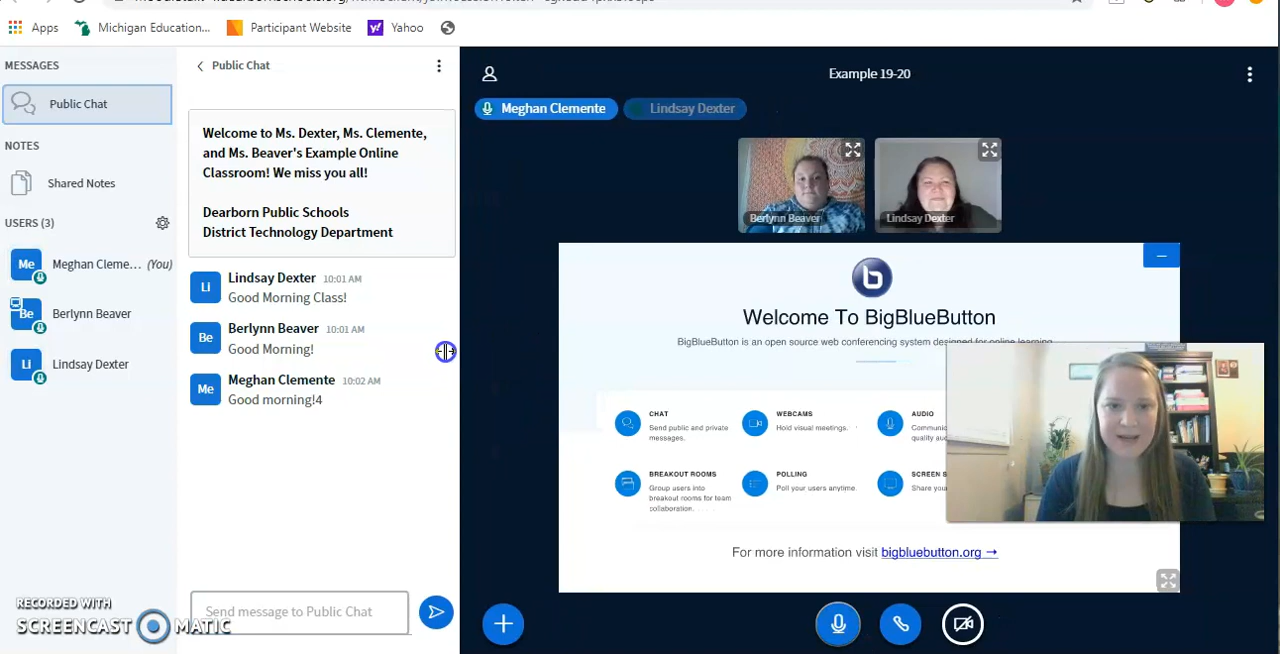 Apps
Michigan Education...
Participant Website
Yahoo
MESSAGES
Public Chat
NOTES
Shared Notes
USERS (3)
Me
Meghan Cleme... (You)
Be
Berlynn Beaver
Li
Lindsay Dexter
RECORDED WITH
SCREENCAST MATIC
Public Chat
Welcome to Ms. Dexter, Ms. Clemente,
and Ms. Beaver's Example Online
Classroom! We miss you all!
Dearborn Public Schools
District Technology Department
Li
Lindsay Dexter 10:01 AM
Good Morning Class!
Be
Berlynn Beaver 10:01 AM
Good Morning!
Me
Meghan Clemente 10:02 AM
Good morning!4
Send message to Public Chat
Example 19-20
Meghan Clemente
Lindsay Dexter
Berlynn Beaver
Lindsay Dexter
b
Welcome To BigBlueButton
BigBlueButton is an open source web conferencing system designed for online learning
CHAT
Send public and private
messages.
WEBCAMS
Hold visual meetings.
AUDIO
BREAKOUT ROOMS
Group users into
breakout rooms for team
collaboration.
POLLING
Poll your users anytime.
For more information visit bigbluebutton.org →